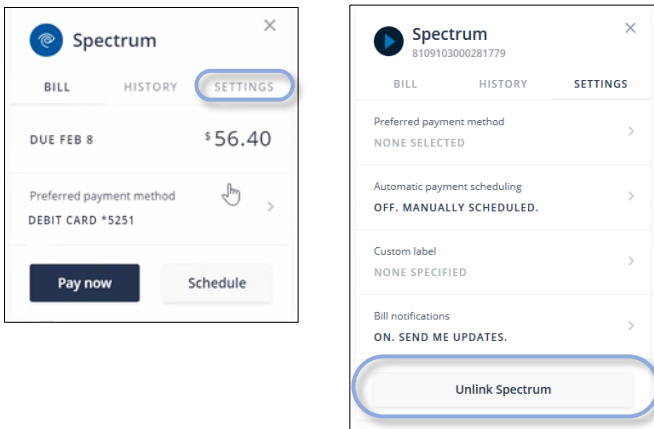 Spectrum
BILL HISTORY SETTINGS
DUE FEB 8 $56.40
Preferred payment method
DEBIT CARD *5251
Pay now Schedule
Spectrum
8109103000281779
BILL HISTORY SETTINGS
Preferred payment method
NONE SELECTED
Automatic payment scheduling
OFF. MANUALLY SCHEDULED.
Custom label
NONE SPECIFIED
Bill notifications
ON. SEND ME UPDATES.
Unlink Spectrum